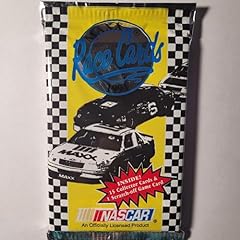 Race Cards
MAXX
INSIDE!
15 Collector Cards &
1 Scratch-off Game Card
NASCAR
An Officially Licensed Product